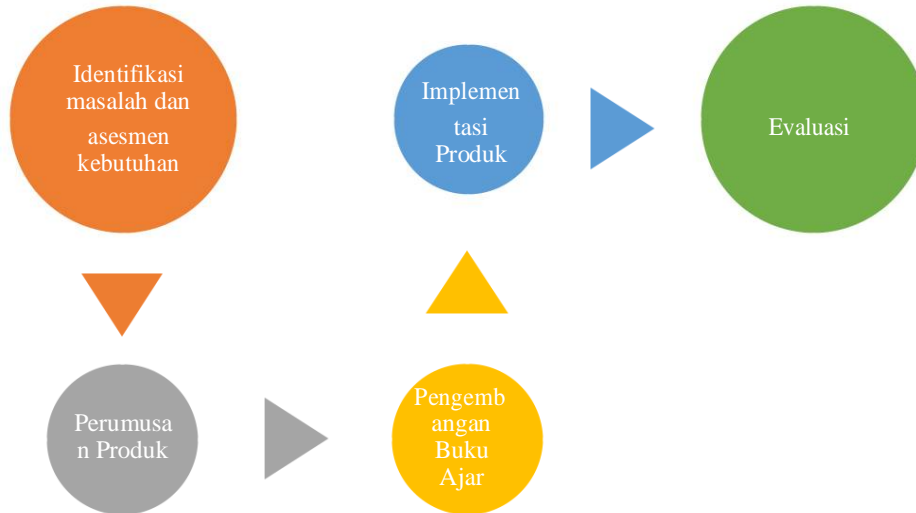 Identifikasi
masalah dan
asesmen
kebutuhan
Perumusa
n Produk
Pengemb
angan
Buku
Ajar
Implemen
tasi
Produk
Evaluasi